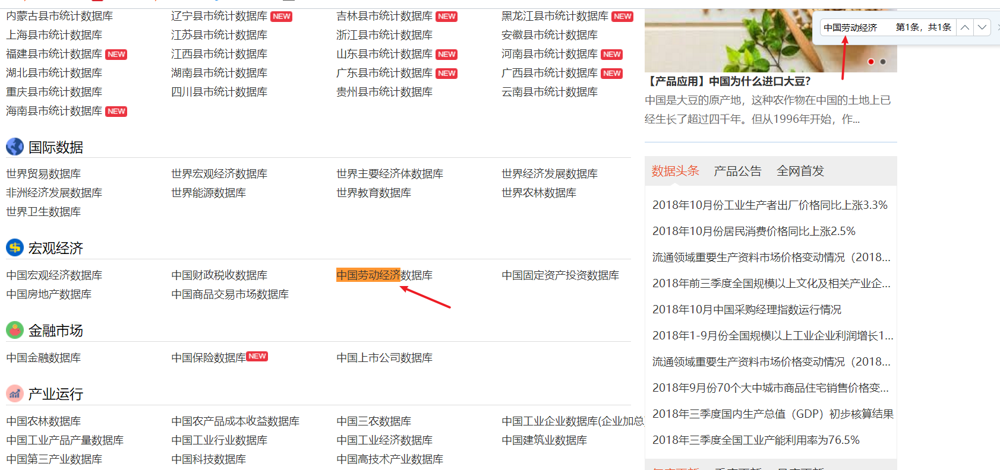 内蒙古县市统计数据库 辽宁县市统计数据库 NEW 吉林县市统计数据库 NEW 黑龙江县市统计数据库 NEW
上海县市统计数据库 江苏县市统计数据库 浙江县市统计数据库 安徽县市统计数据库
福建县市统计数据库 NEW 江西县市统计数据库 山东县市统计数据库 NEW 河南县市统计数据库 NEW
湖北县市统计数据库 湖南县市统计数据库 广东县市统计数据库 NEW 广西县市统计数据库 NEW
重庆县市统计数据库 四川县市统计数据库 贵州县市统计数据库 云南县市统计数据库
海南县市统计数据库 NEW
国际数据
世界贸易数据库 世界宏观经济数据库 世界主要经济体数据库 世界经济发展数据库
非洲经济发展数据库 世界能源数据库 世界教育数据库 世界农林数据库
世界卫生数据库
宏观经济
中国宏观经济数据库 中国财政税收数据库 中国劳动经济数据库 中国固定资产投资数据库
中国房地产数据库 中国商品交易市场数据库
金融市场
中国金融数据库 中国保险数据库 NEW 中国上市公司数据库
产业运行
中国农林数据库 中国农产品成本收益数据库 中国三农数据库 中国工业企业数据库(企业加总)
中国工业产品产量数据库 中国工业行业数据库 中国工业经济数据库 中国建筑业数据库
中国第三产业数据库 中国科技数据库 中国高技术产业数据库
中国劳动经济 第1条，共1条
【产品应用】中国为什么进口大豆？
中国是大豆的原产地，这种农作物在中国的土地上已
经生长了超过四千年。但从1996年开始，作...
数据头条 产品公告 全网首发
2018年10月份工业生产者出厂价格同比上涨3.3%
2018年10月份居民消费价格同比上涨2.5%
流通领域重要生产资料市场价格变动情况（2018...
2018年前三季度全国规模以上文化及相关产业企...
2018年10月中国采购经理指数运行情况
2018年1-9月份全国规模以上工业企业利润增长1...
流通领域重要生产资料市场价格变动情况（2018...
2018年9月份70个大中城市商品住宅销售价格变...
2018年三季度国内生产总值（GDP）初步核算结果
2018年三季度全国工业产能利用率为76.5%